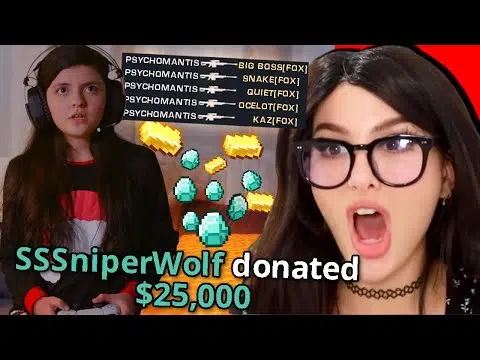 PSYCHOMANTIS BIG BOSS[FOX]
PSYCHOMANTIS SNAKE[FOX]
PSYCHOMANTIS QUIET[FOX]
PSYCHOMANTIS OCELOT[FOX]
PSYCHOMANTIS KAZ[FOX]
SSSniperWolf donated
$25,000